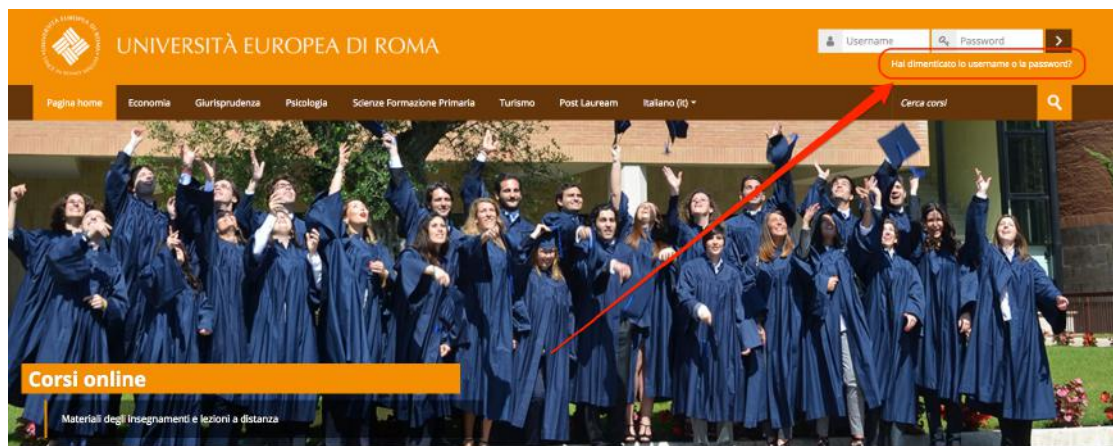 UNIVERSITÀ EUROPEA DI ROMA
Username
Password
Hai dimenticato lo username o la password?
Pagina home
Economia
Giurisprudenza
Psicologia
Scienze Formazione Primaria
Turismo
Post Lauream
Italiano (it)
Cerca corsi
Corsi online
Materiali degli insegnamenti e lezioni a distanza